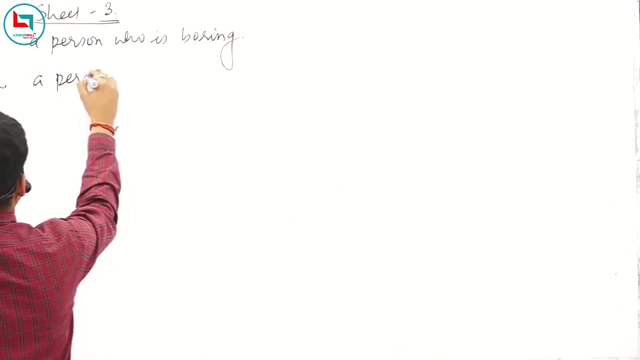 Sheet - 3.
a person who is boring.
a per